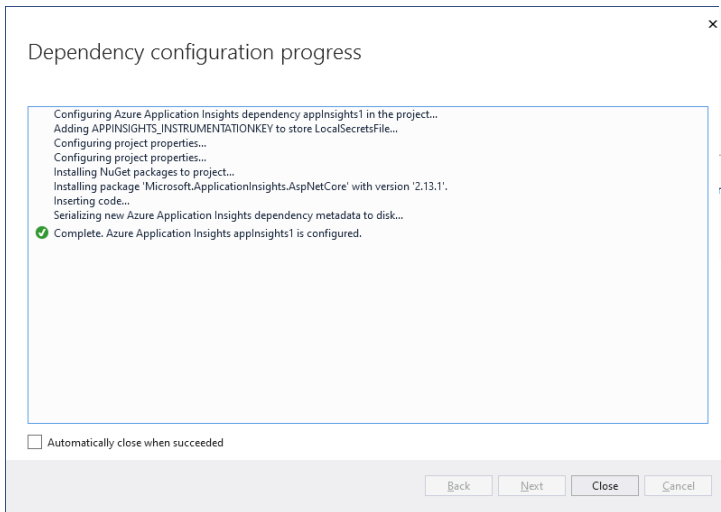 Dependency configuration progress
Configuring Azure Application Insights dependency appInsights1 in the project...
Adding APPINSIGHTS_INSTRUMENTATIONKEY to store LocalSecretsFile...
Configuring project properties...
Configuring project properties...
Installing NuGet packages to project...
Installing package 'Microsoft.ApplicationInsights.AspNetCore' with version '2.13.1'.
Inserting code...
Serializing new Azure Application Insights dependency metadata to disk...
Complete. Azure Application Insights appInsights1 is configured.
Automatically close when succeeded
Back Next Close Cancel